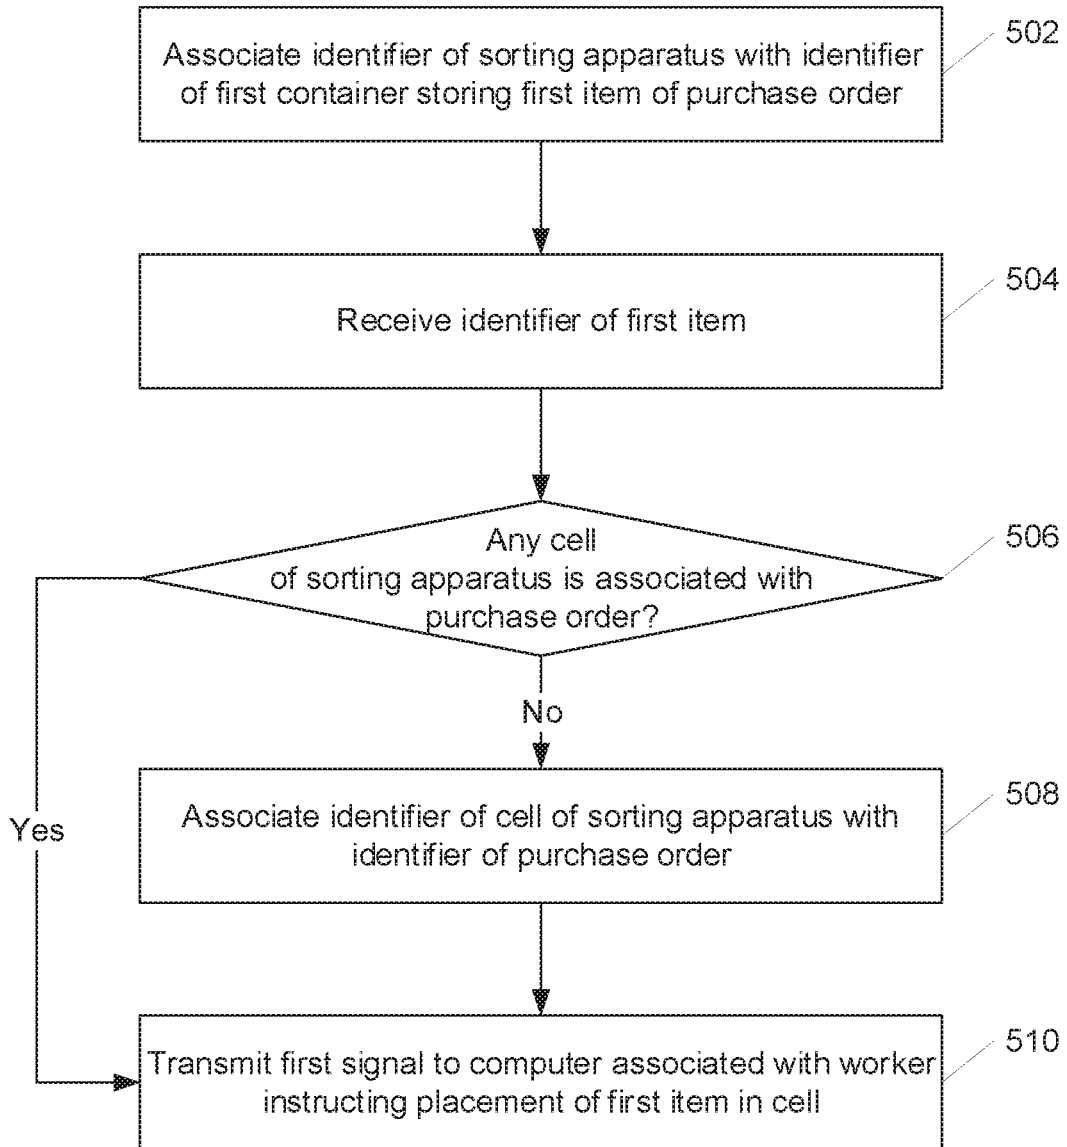 Associate identifier of sorting apparatus with identifier
of first container storing first item of purchase order
502
Receive identifier of first item
504
Any cell
of sorting apparatus is associated with
purchase order?
506
No
Yes
Associate identifier of cell of sorting apparatus with
identifier of purchase order
508
Transmit first signal to computer associated with worker
instructing placement of first item in cell
510